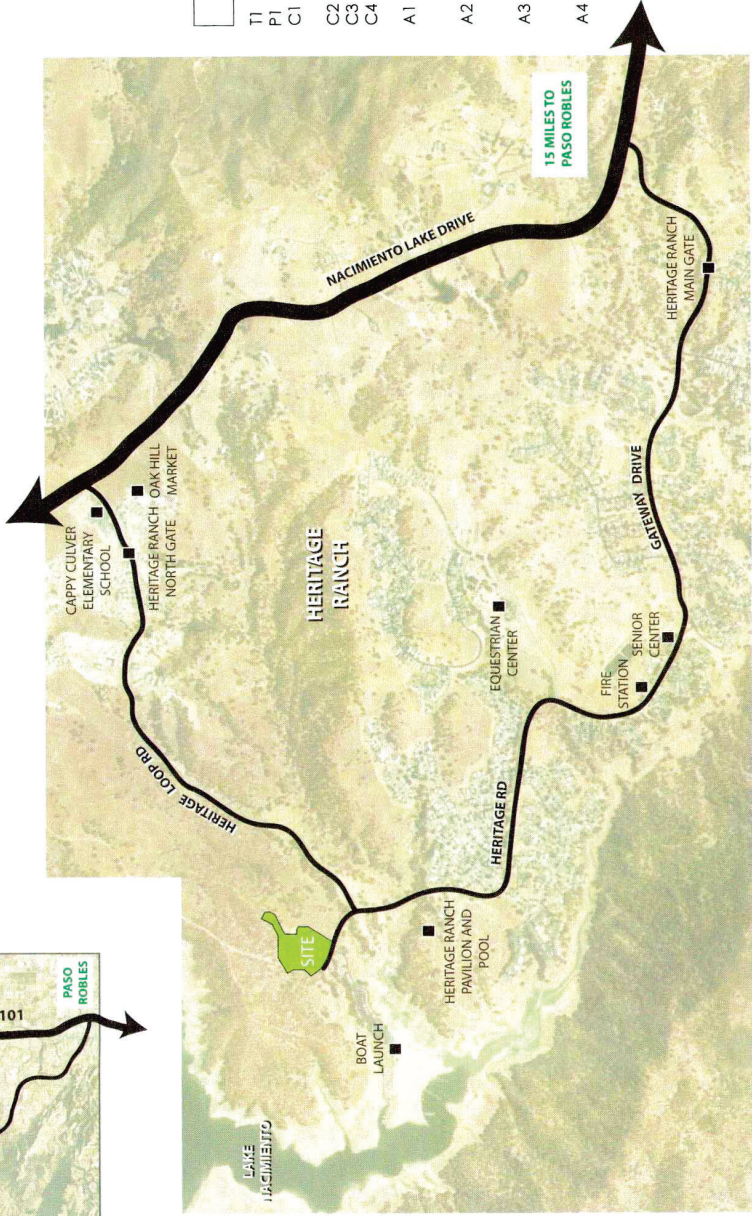 101
PASO
ROBLES
T1
P1
C1
C2
C3
C4
A1
A2
A3
A4
15 MILES TO
PASO ROBLES
NACIMIENTO LAKE DRIVE
CAPPY CULVER
ELEMENTARY
SCHOOL
HERITAGE RANCH
NORTH GATE
OAK HILL
MARKET
HERITAGE
RANCH
HERITAGE LOOP RD
EQUESTRIAN
CENTER
HERITAGE RANCH
MAIN GATE
GATEWAY DRIVE
FIRE
STATION
SENIOR
CENTER
HERITAGE RD
SITE
HERITAGE RANCH
PAVILION AND
POOL
BOAT
LAUNCH
LAKE
NACIMIENTO